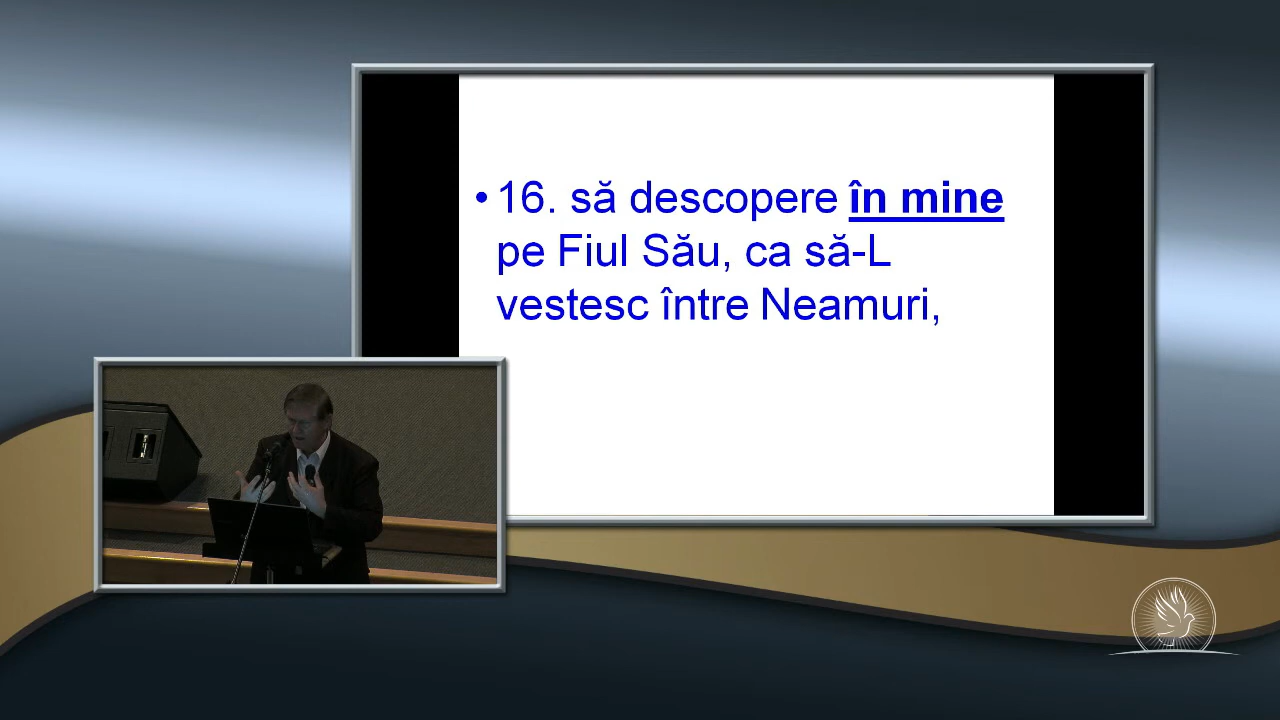 • 16. să descopere în mine
pe Fiul Său, ca să-L
vestesc între Neamuri,